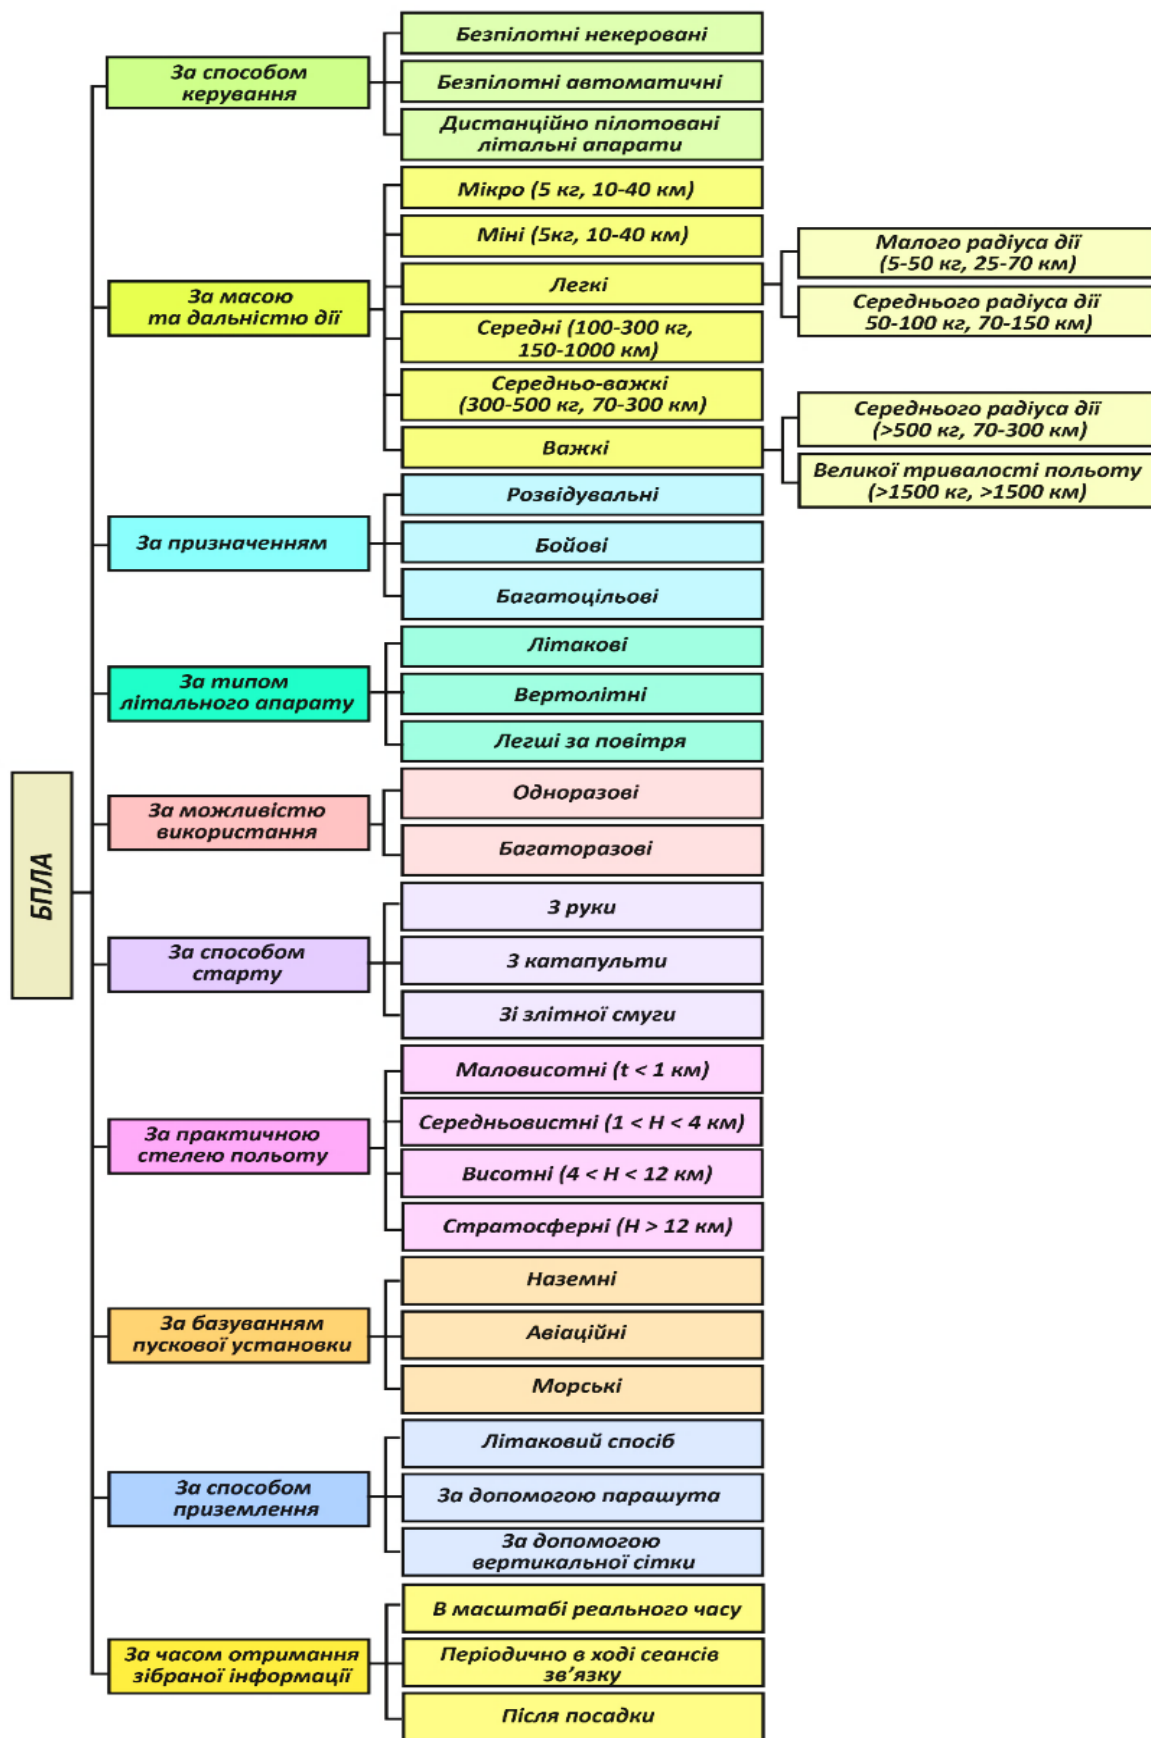 БПЛА
За способом
керування
Безпілотні некеровані
Безпілотні автоматичні
Дистанційно пілотовані
літальні апарати
За масою
та дальністю дії
Мікро (5 кг, 10-40 км)
Міні (5кг, 10-40 км)
Легкі
Малого радіуса дії
(5-50 кг, 25-70 км)
Середнього радіуса дії
50-100 кг, 70-150 км)
Середні (100-300 кг,
150-1000 км)
Середньо-важкі
(300-500 кг, 70-300 км)
Важкі
Середнього радіуса дії
(>500 кг, 70-300 км)
Великої тривалості польоту
(>1500 кг, >1500 км)
За призначенням
Розвідувальні
Бойові
Багатоцільові
За типом
літального апарату
Літакові
Вертолітні
Легші за повітря
За можливістю
використання
Одноразові
Багаторазові
За способом
старту
З руки
З катапульти
Зі злітної смуги
За практичною
стелею польоту
Маловисотні (t < 1 км)
Середньовистні (1 < H < 4 км)
Висотні (4 < H < 12 км)
Стратосферні (H > 12 км)
За базуванням
пускової установки
Наземні
Авіаційні
Морські
За способом
приземлення
Літаковий спосіб
За допомогою парашута
За допомогою
вертикальної сітки
За часом отримання
зібраної інформації
В масштабі реального часу
Періодично в ході сеансів
зв’язку
Після посадки